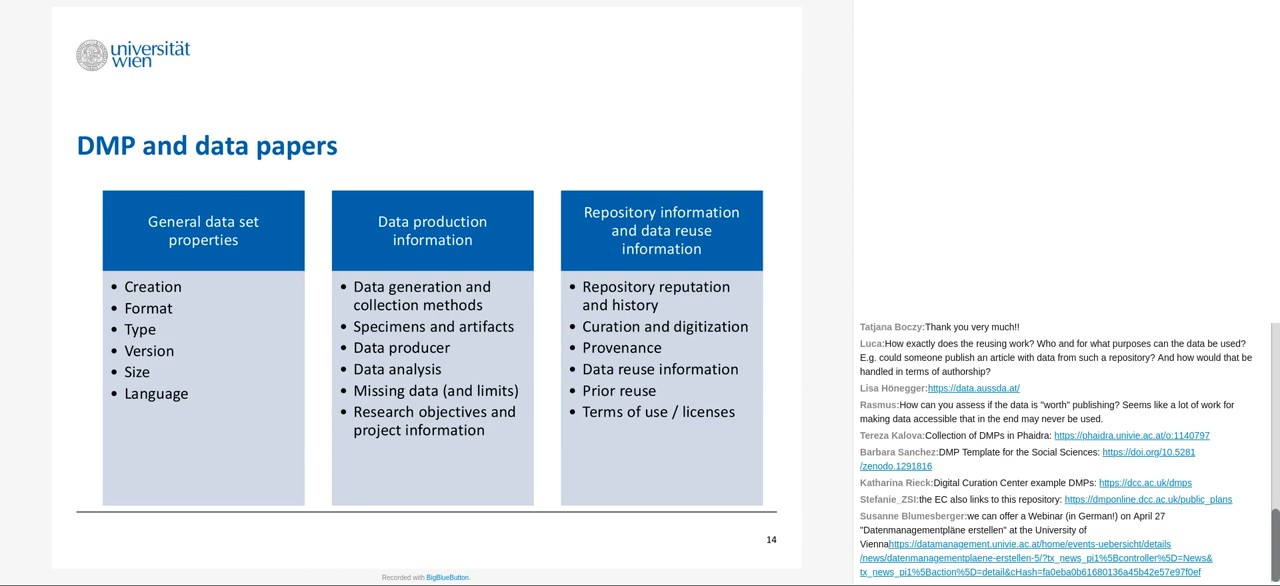 universität
wien
DMP and data papers
General data set
properties
• Creation
• Format
• Type
• Version
• Size
• Language
Data production
information
• Data generation and
collection methods
• Specimens and artifacts
• Data producer
• Data analysis
• Missing data (and limits)
• Research objectives and
project information
Repository information
and data reuse
information
• Repository reputation
and history
• Curation and digitization
• Provenance
• Data reuse information
• Prior reuse
• Terms of use / licenses
14
Recorded with BigBlueButton.
Tatjana Boczy:Thank you very much!!
Luca:How exactly does the reusing work? Who and for what purposes can the data be used?
E.g. could someone publish an article with data from such a repository? And how would that be
handled in terms of authorship?
Lisa Hönegger:https://data.aussda.at/
Rasmus:How can you assess if the data is "worth" publishing? Seems like a lot of work for
making data accessible that in the end may never be used.
Tereza Kalova:Collection of DMPs in Phaidra: https://phaidra.univie.ac.at/o:1140797
Barbara Sanchez:DMP Template for the Social Sciences: https://doi.org/10.5281
/zenodo.1291816
Katharina Rieck:Digital Curation Center example DMPs: https://dcc.ac.uk/dmps
Stefanie_ZSI:the EC also links to this repository: https://dmponline.dcc.ac.uk/public_plans
Susanne Blumesberger:we can offer a Webinar (in German!) on April 27
"Datenmanagementpläne erstellen" at the University of
Viennahttps://datamanagement.univie.ac.at/home/events-uebersicht/details
/news/datenmanagementplaene-erstellen-5/?tx_news_pi1%5Bcontroller%5D=News&
tx_news_pi1%5Baction%5D=detail&cHash=fa0eba0b61680136a45b42e57e97f0ef